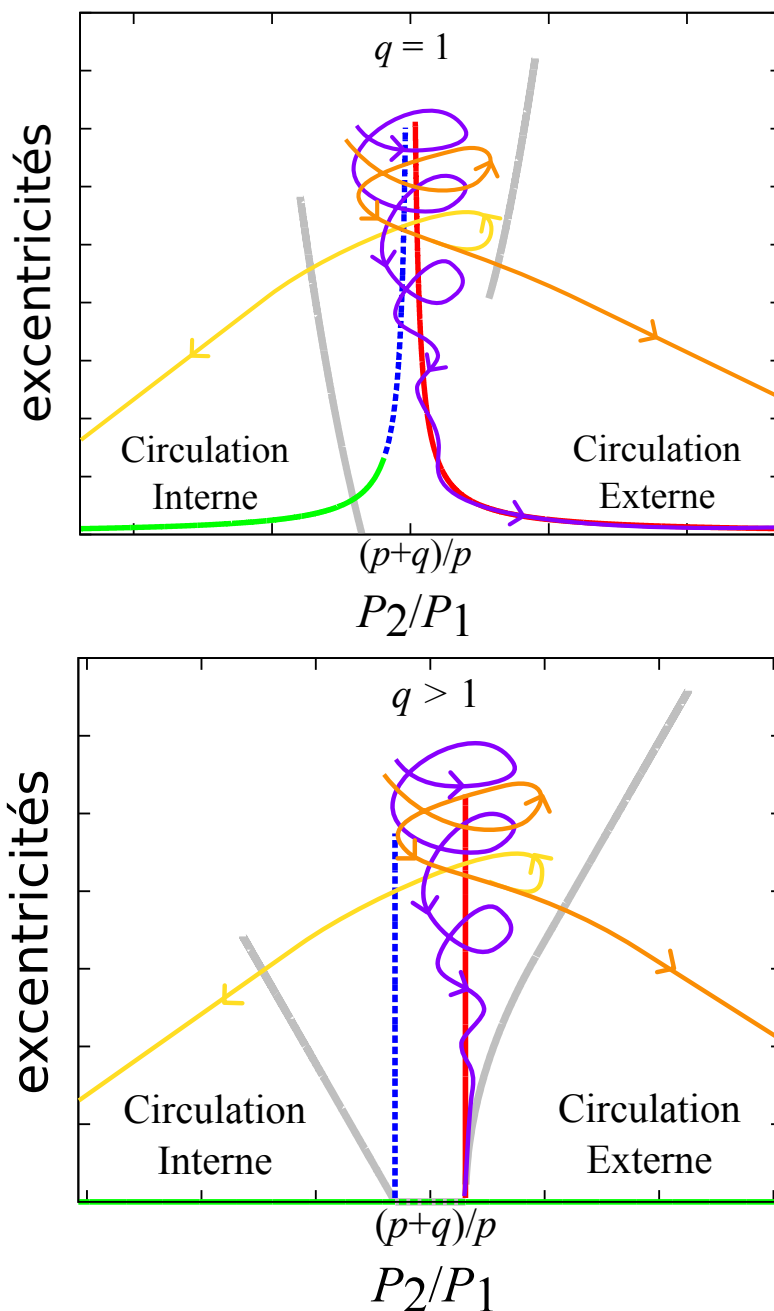 q = 1
excentricités
Circulation
Interne
Circulation
Externe
(p+q)/p
P2/P1
q > 1
excentricités
Circulation
Interne
Circulation
Externe
(p+q)/p
P2/P1